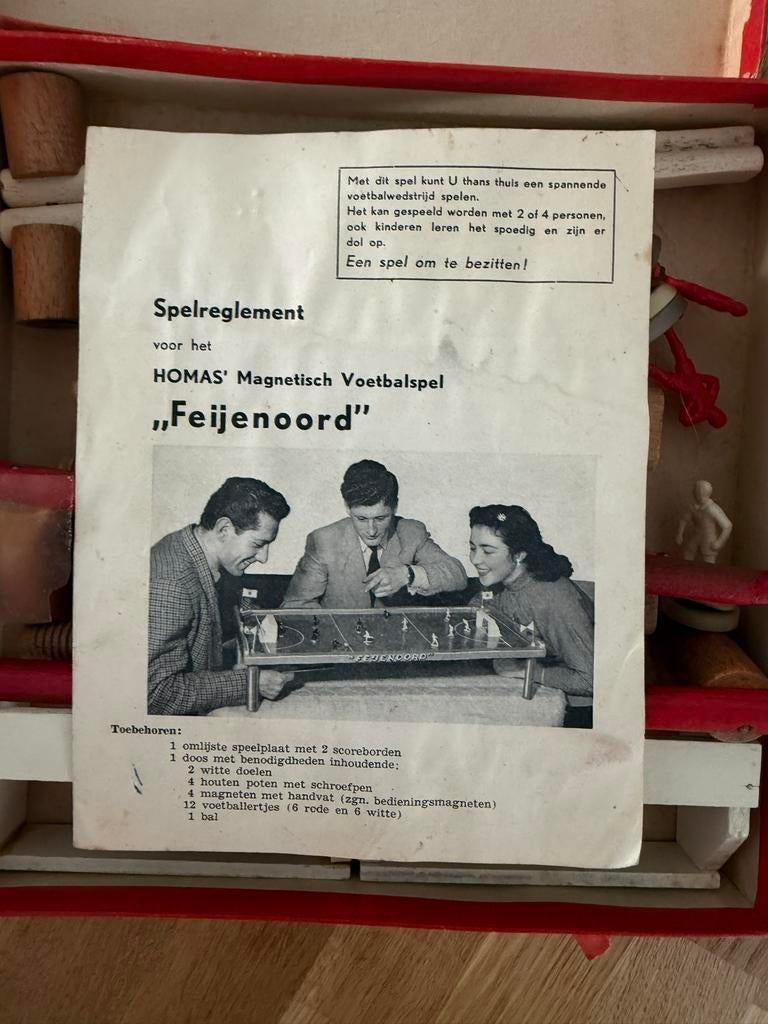 Met dit spel kunt U thans thuis een spannende
voetbalwedstrijd spelen.
Het kan gespeeld worden met 2 of 4 personen,
ook kinderen leren het spoedig en zijn er
dol op.
Een spel om te bezitten!
Spelreglement
voor het
HOMAS' Magnetisch Voetbalspel
„Feijenoord”
"FEIJENOORD"
Toebehoren:
1 omlijste speelplaat met 2 scoreborden
1 doos met benodigdheden inhoudende:
2 witte doelen
4 houten poten met schroefpen
4 magneten met handvat (zgn. bedieningsmagneten)
12 voetballertjes (6 rode en 6 witte)
1 bal